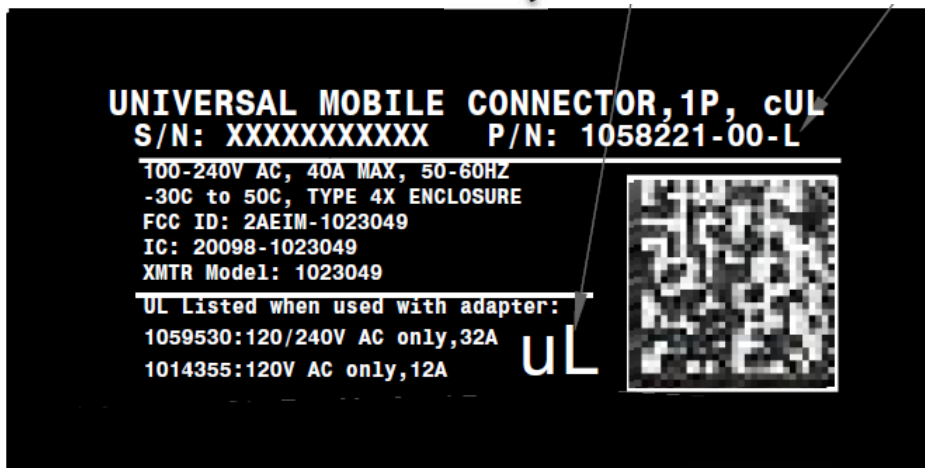 UNIVERSAL MOBILE CONNECTOR,1P, cUL
S/N: XXXXXXXXXXX P/N: 1058221-00-L
100-240V AC, 40A MAX, 50-60HZ
-30C to 50C, TYPE 4X ENCLOSURE
FCC ID: 2AEIM-1023049
IC: 20098-1023049
XMTR Model: 1023049
UL Listed when used with adapter:
1059530:120/240V AC only,32A
1014355:120V AC only,12A
uL